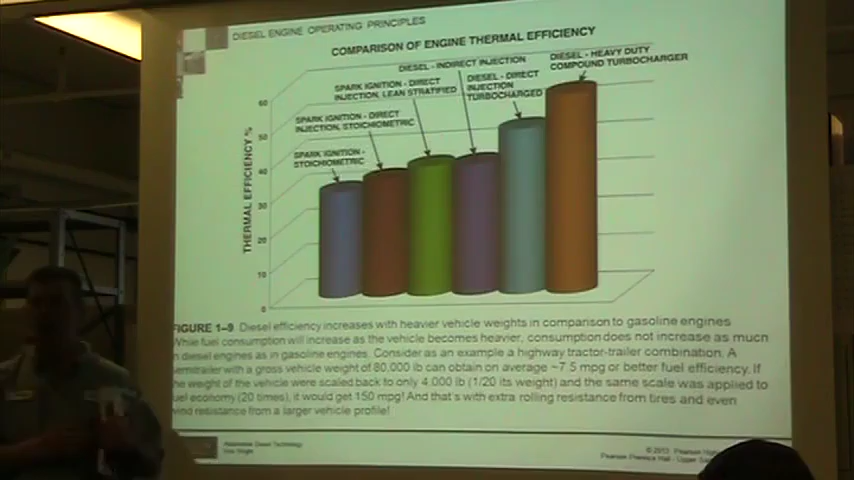 DIESEL ENGINE OPERATING PRINCIPLES
COMPARISON OF ENGINE THERMAL EFFICIENCY
DIESEL - HEAVY DUTY
COMPOUND TURBOCHARGER
DIESEL - INDIRECT INJECTION
DIESEL - DIRECT
INJECTION
TURBOCHARGED
SPARK IGNITION - DIRECT
INJECTION, LEAN STRATIFIED
SPARK IGNITION - DIRECT
INJECTION, STOICHIOMETRIC
SPARK IGNITION -
STOICHIOMETRIC
THERMAL EFFICIENCY %
60
50
40
30
20
10
0
FIGURE 1–9 Diesel efficiency increases with heavier vehicle weights in comparison to gasoline engines
While fuel consumption will increase as the vehicle becomes heavier, consumption does not increase as much
in diesel engines as in gasoline engines. Consider as an example a highway tractor-trailer combination. A
semitrailer with a gross vehicle weight of 80,000 lb can obtain on average ~7.5 mpg or better fuel efficiency. If
the weight of the vehicle were scaled back to only 4,000 lb (1/20 its weight) and the same scale was applied to
fuel economy (20 times), it would get 150 mpg! And that's with extra rolling resistance from tires and even
wind resistance from a larger vehicle profile!
Diesel Technology
Wright
© 2013 Pearson
Pearson Prentice Hall - Upper